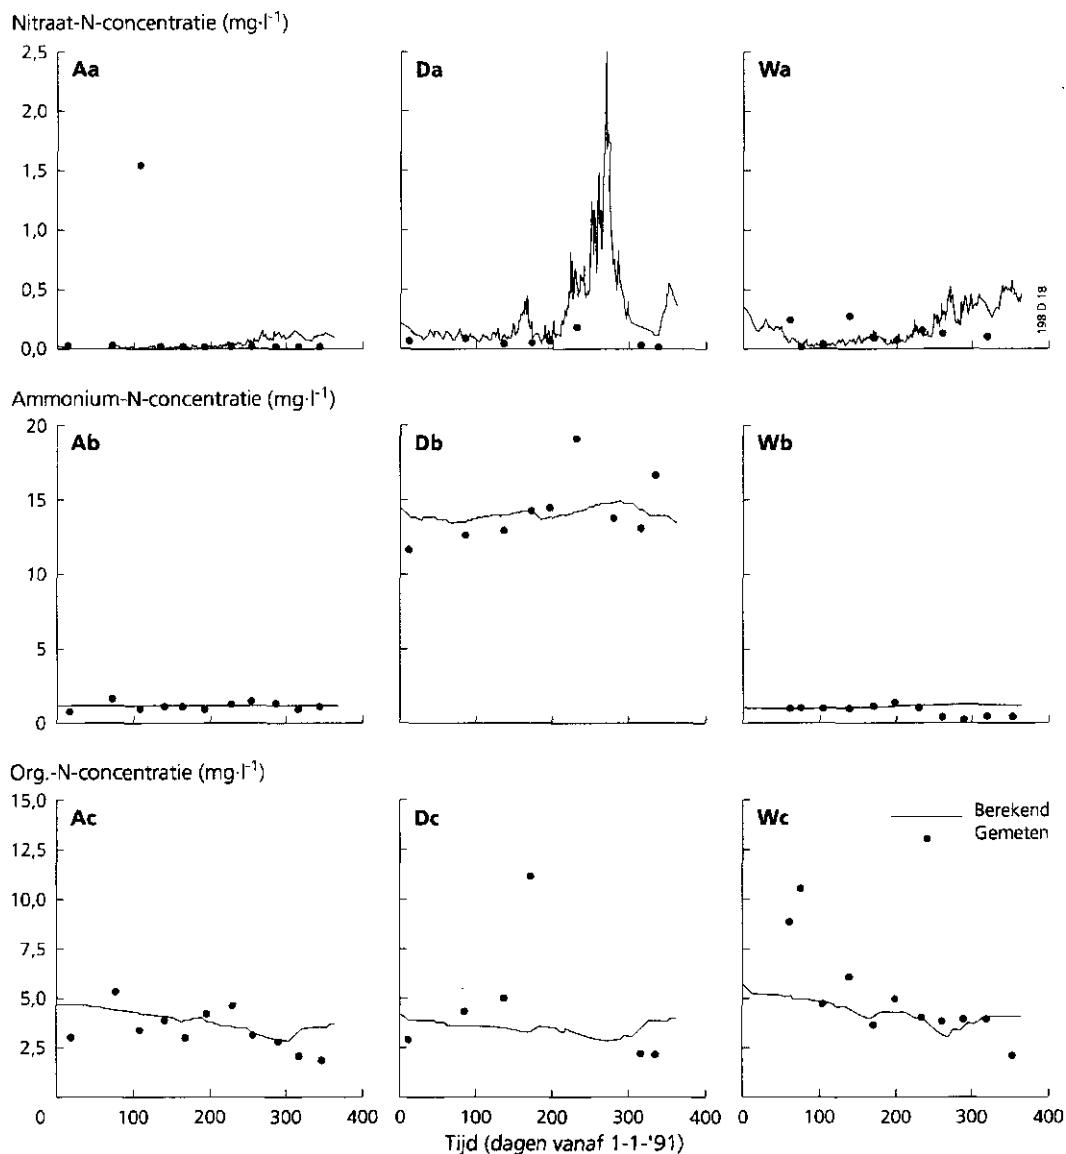 Nitraat-N-concentratie (mg·l⁻¹)
2,5
2,0
1,5
1,0
0,5
0,0
Aa
Da
Wa
198 D 18
Ammonium-N-concentratie (mg·l⁻¹)
20
15
10
5
0
Ab
Db
Wb
Org.-N-concentratie (mg·l⁻¹)
15,0
12,5
10,0
7,5
5,0
2,5
Ac
Dc
Wc
Berekend
Gemeten
0 100 200 300 400
0 100 200 300 400
0 100 200 300 400
Tijd (dagen vanaf 1-1-'91)